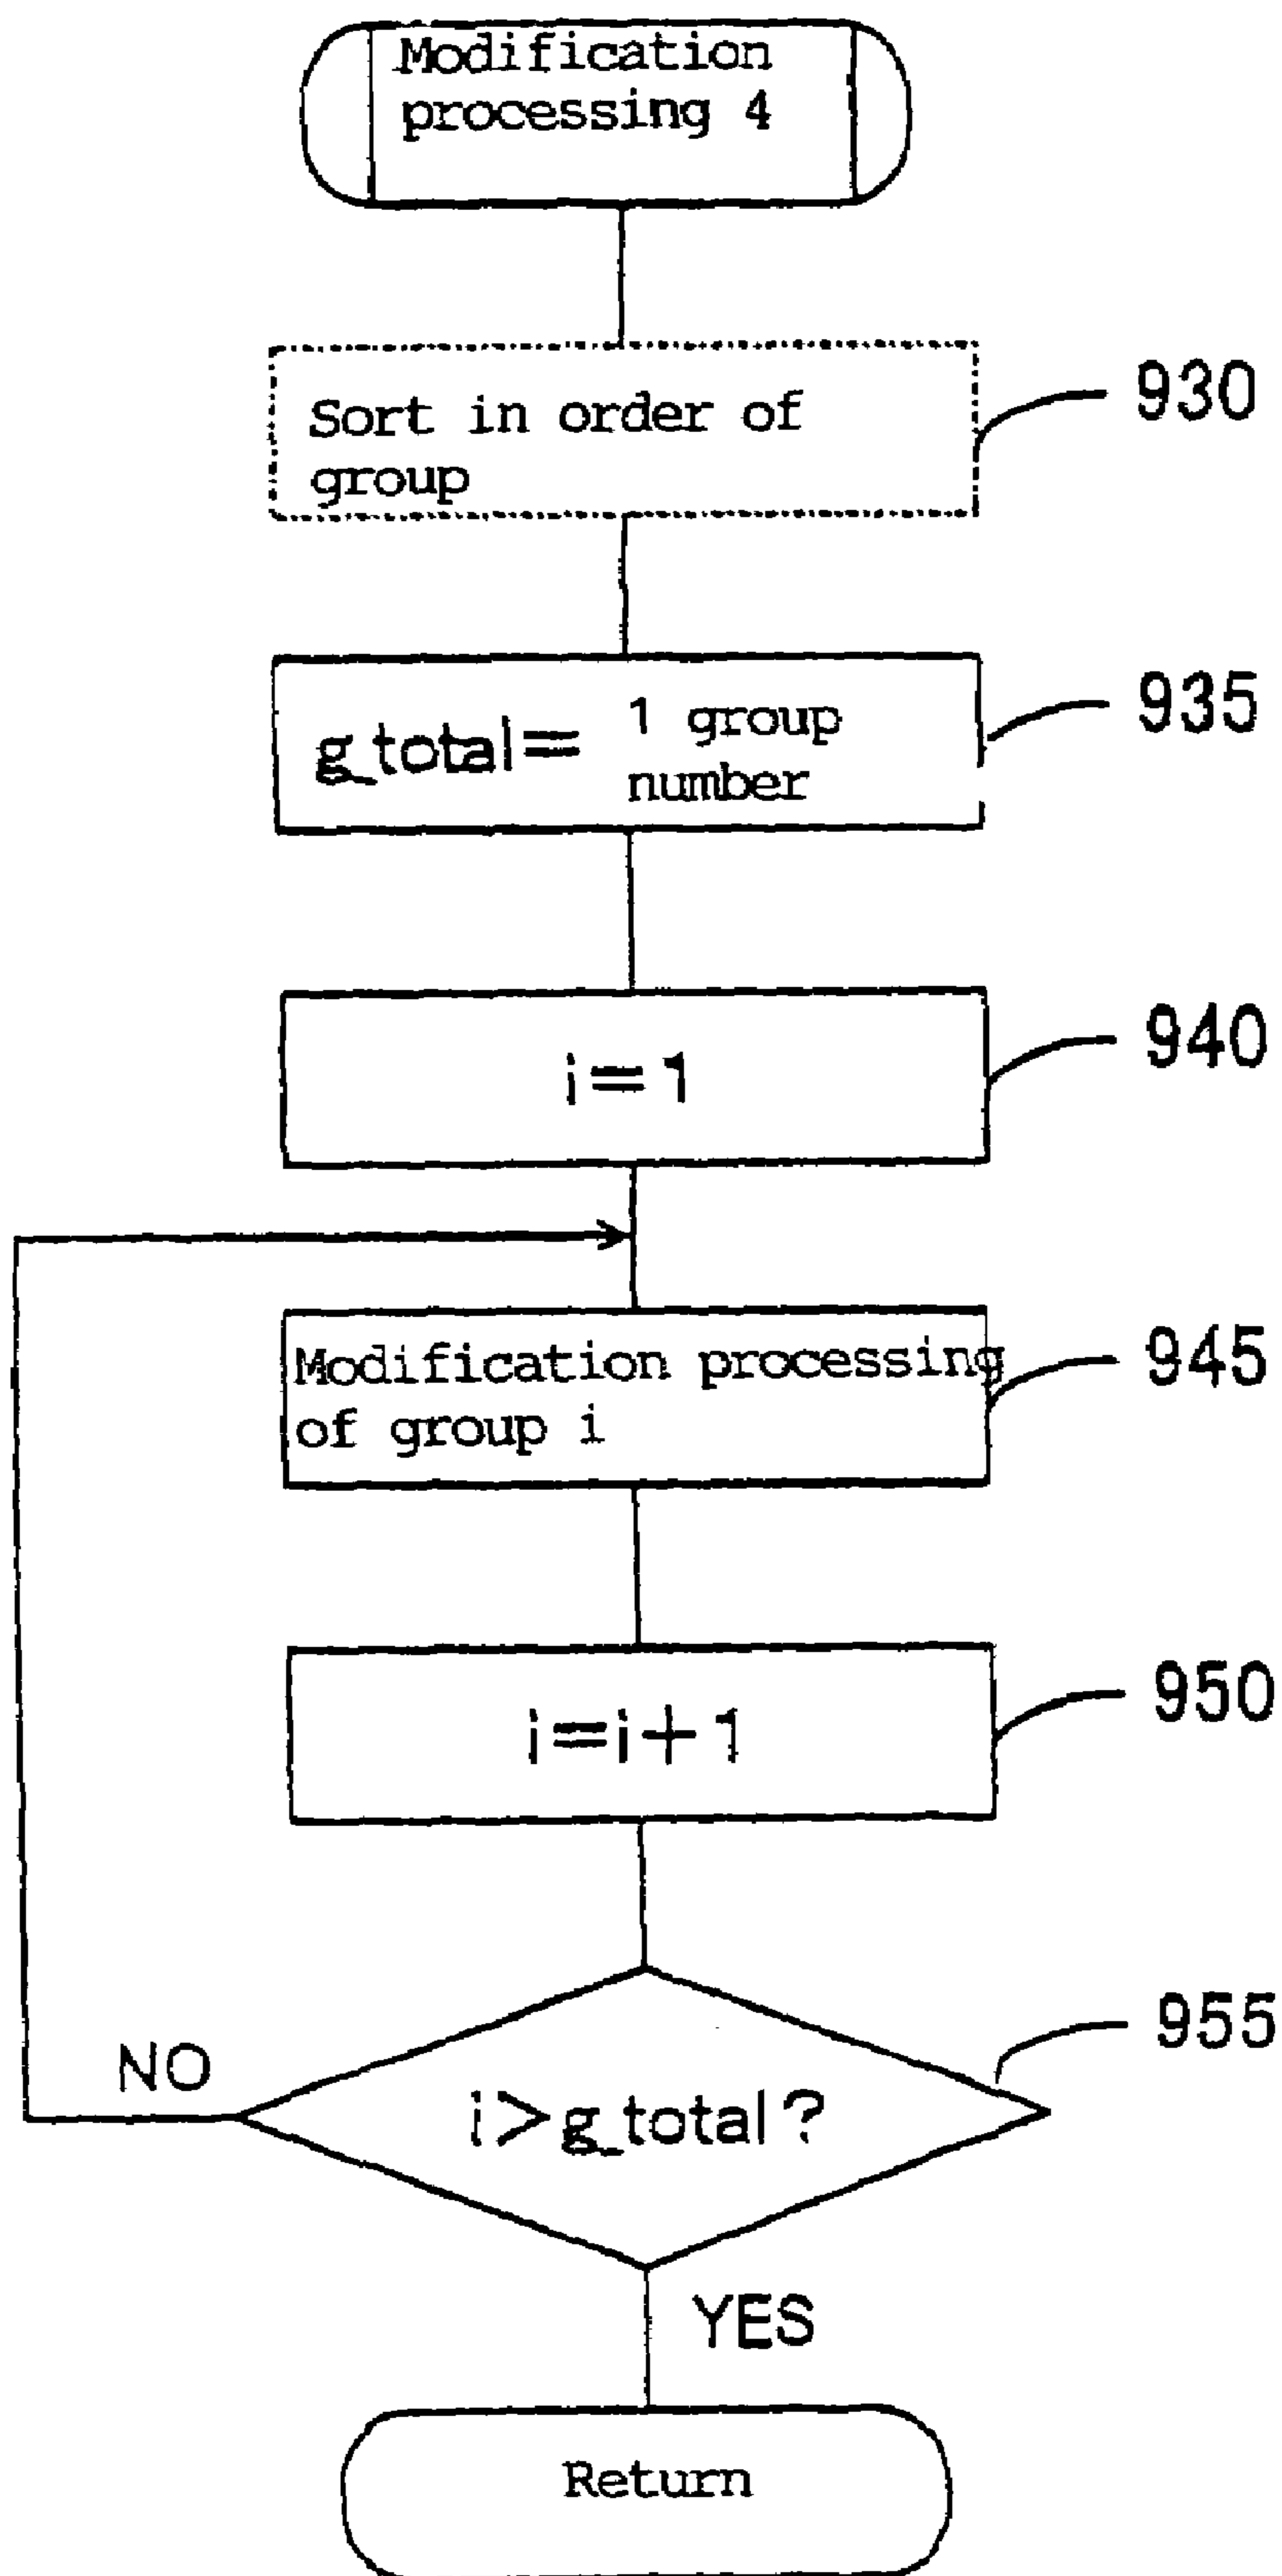 Modification
processing 4
Sort in order of
group
930
g_total= 1 group
number
935
i=1
940
Modification processing
of group i
945
i=i+1
950
i>g_total?
955
NO
YES
Return